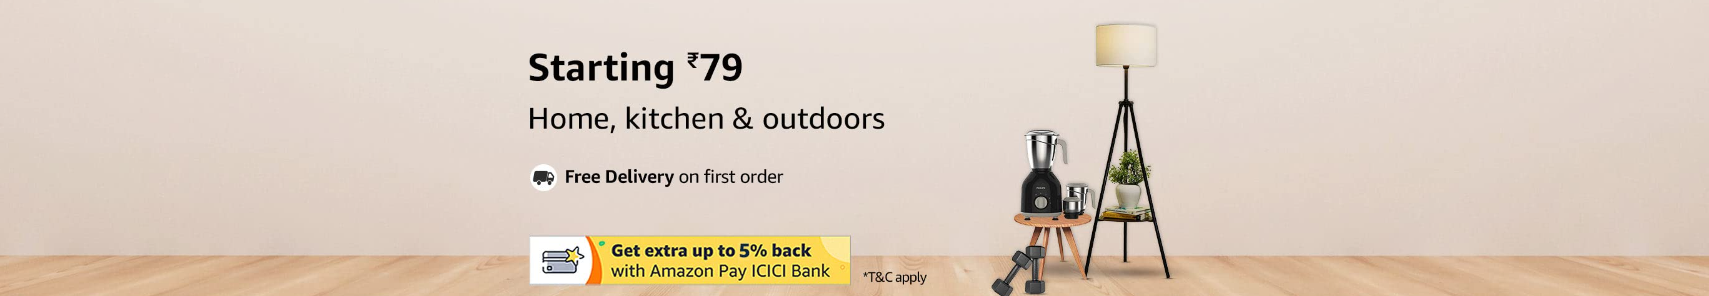 Starting ₹79
Home, kitchen & outdoors
Free Delivery on first order
Get extra up to 5% back
with Amazon Pay ICICI Bank
*T&C apply